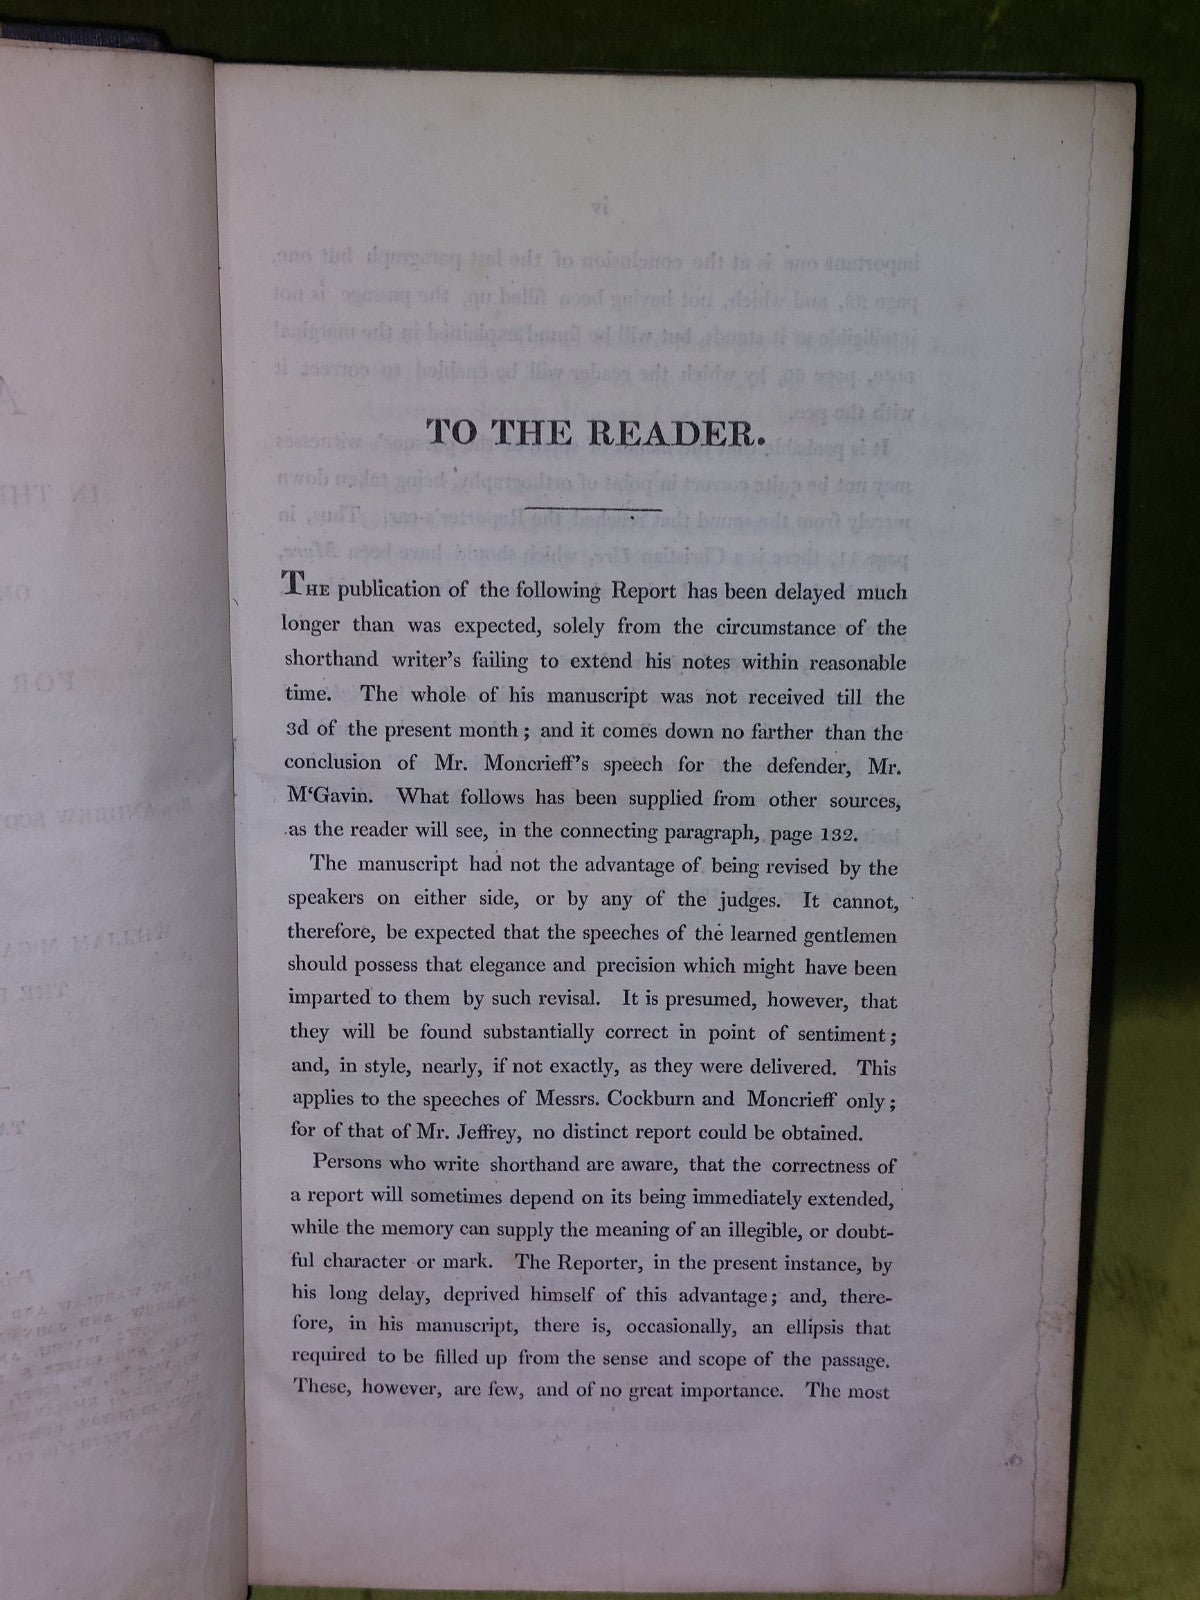 TO THE READER.
THE publication of the following Report has been delayed much
longer than was expected, solely from the circumstance of the
shorthand writer's failing to extend his notes within reasonable
time. The whole of his manuscript was not received till the
3d of the present month; and it comes down no farther than the
conclusion of Mr. Moncrieff's speech for the defender, Mr.
M‘Gavin. What follows has been supplied from other sources,
as the reader will see, in the connecting paragraph, page 132.
The manuscript had not the advantage of being revised by the
speakers on either side, or by any of the judges. It cannot,
therefore, be expected that the speeches of the learned gentlemen
should possess that elegance and precision which might have been
imparted to them by such revisal. It is presumed, however, that
they will be found substantially correct in point of sentiment;
and, in style, nearly, if not exactly, as they were delivered. This
applies to the speeches of Messrs. Cockburn and Moncrieff only;
for of that of Mr. Jeffrey, no distinct report could be obtained.
Persons who write shorthand are aware, that the correctness of
a report will sometimes depend on its being immediately extended,
while the memory can supply the meaning of an illegible, or doubt-
ful character or mark. The Reporter, in the present instance, by
his long delay, deprived himself of this advantage; and, there-
fore, in his manuscript, there is, occasionally, an ellipsis that
required to be filled up from the sense and scope of the passage.
These, however, are few, and of no great importance. The most